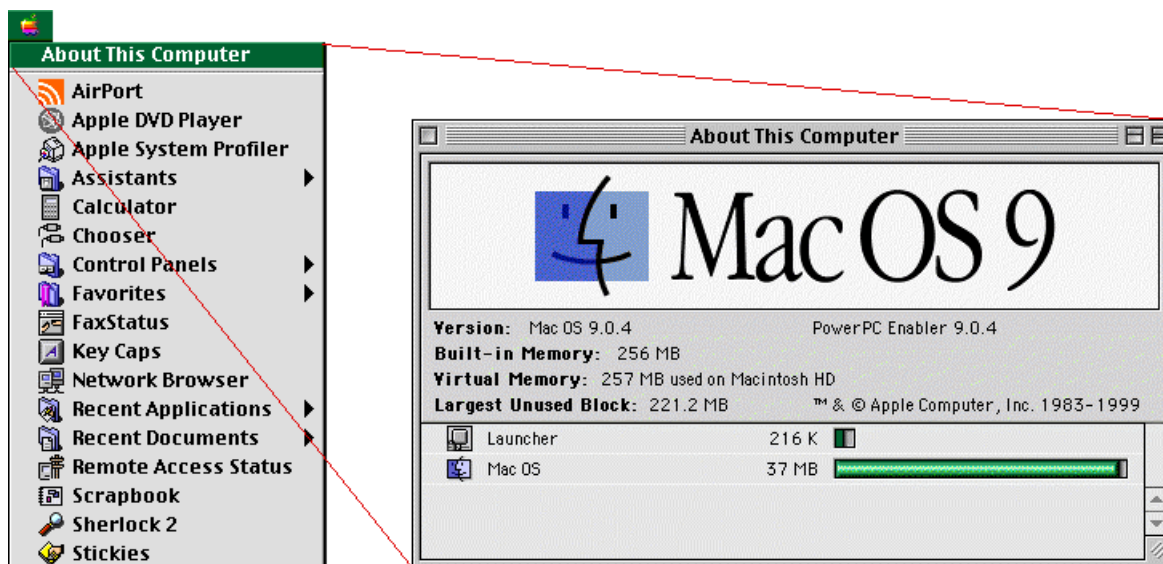 About This Computer
AirPort
Apple DVD Player
Apple System Profiler
Assistants
Calculator
Chooser
Control Panels
Favorites
FaxStatus
Key Caps
Network Browser
Recent Applications
Recent Documents
Remote Access Status
Scrapbook
Sherlock 2
Stickies
About This Computer
Mac OS 9
Version: Mac OS 9.0.4 PowerPC Enabler 9.0.4
Built-in Memory: 256 MB
Virtual Memory: 257 MB used on Macintosh HD
Largest Unused Block: 221.2 MB ™ & © Apple Computer, Inc. 1983-1999
Launcher 216 K
Mac OS 37 MB